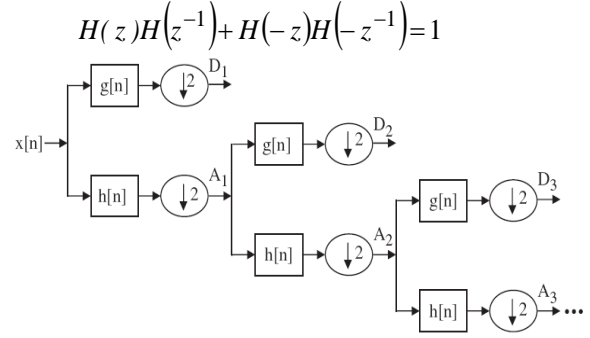 H(z)H(z⁻¹)+H(−z)H(−z⁻¹)=1
D₁
g[n] ↓2
x[n]
D₂
g[n] ↓2
A₁
h[n] ↓2
D₃
g[n] ↓2
A₂
h[n] ↓2
A₃
h[n] ↓2 •••